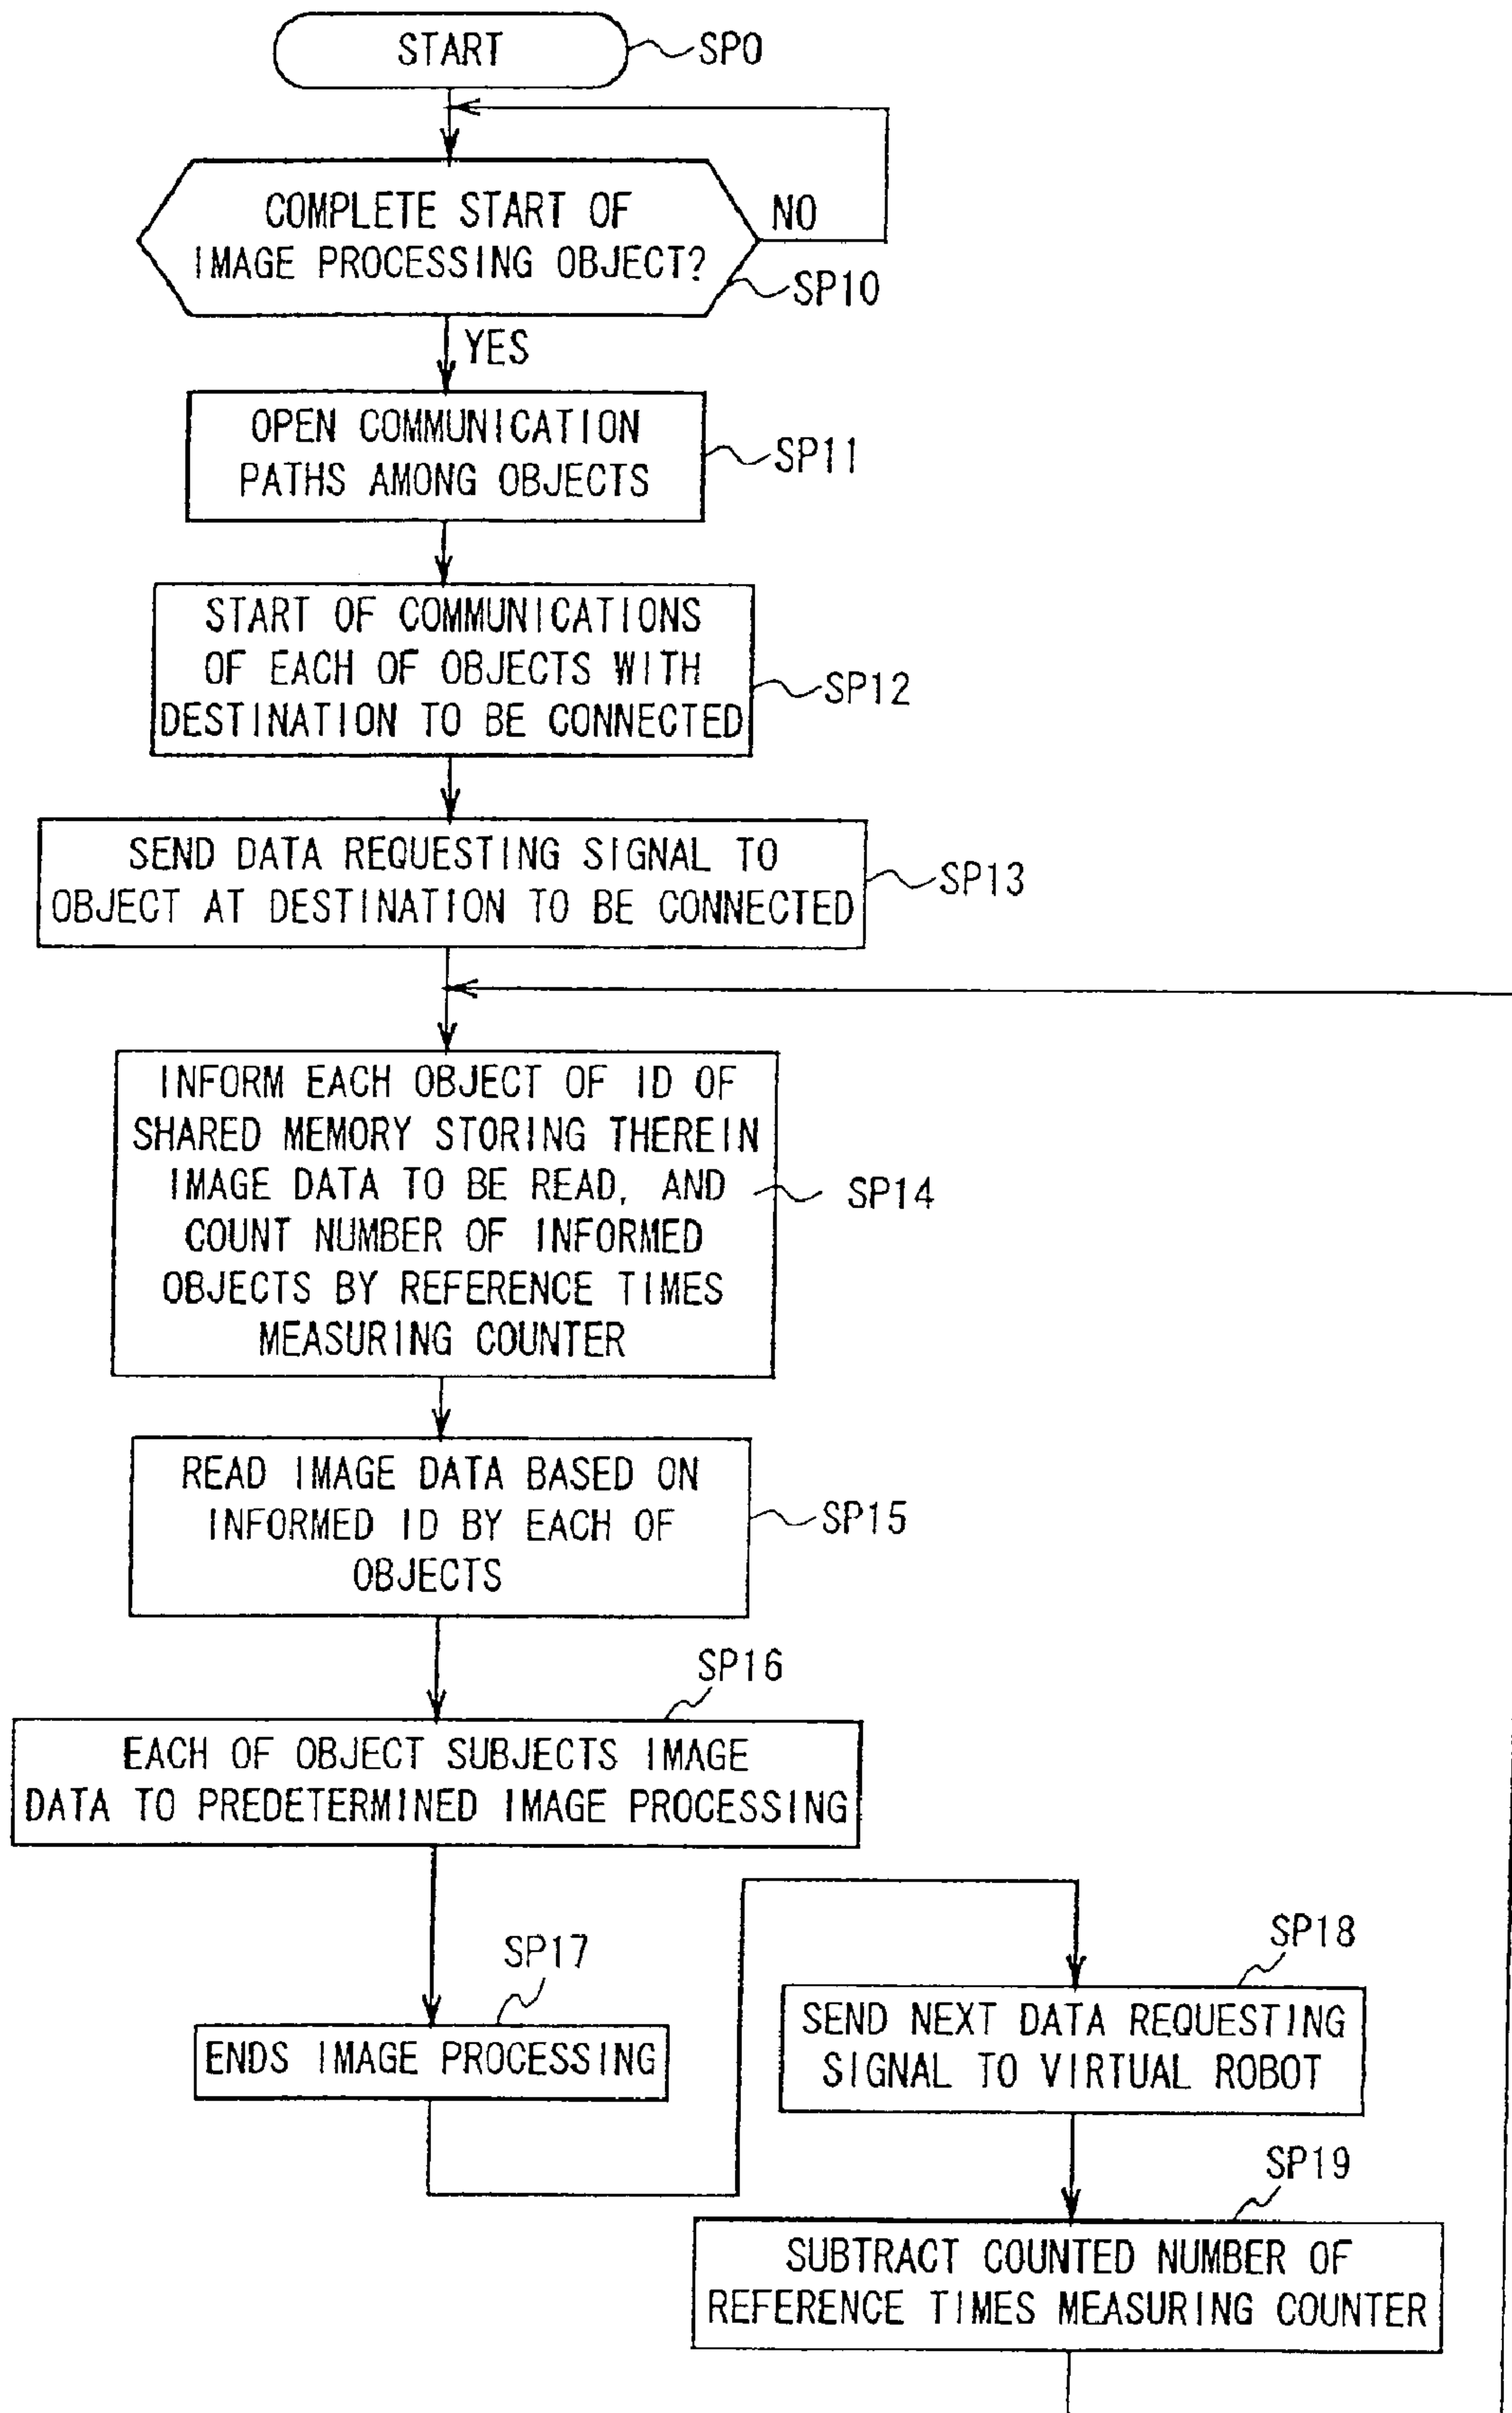 START
SP0
COMPLETE START OF
IMAGE PROCESSING OBJECT?
NO
SP10
YES
OPEN COMMUNICATION
PATHS AMONG OBJECTS
SP11
START OF COMMUNICATIONS
OF EACH OF OBJECTS WITH
DESTINATION TO BE CONNECTED
SP12
SEND DATA REQUESTING SIGNAL TO
OBJECT AT DESTINATION TO BE CONNECTED
SP13
INFORM EACH OBJECT OF ID OF
SHARED MEMORY STORING THEREIN
IMAGE DATA TO BE READ, AND
COUNT NUMBER OF INFORMED
OBJECTS BY REFERENCE TIMES
MEASURING COUNTER
SP14
READ IMAGE DATA BASED ON
INFORMED ID BY EACH OF
OBJECTS
SP15
SP16
EACH OF OBJECT SUBJECTS IMAGE
DATA TO PREDETERMINED IMAGE PROCESSING
SP17
ENDS IMAGE PROCESSING
SP18
SEND NEXT DATA REQUESTING
SIGNAL TO VIRTUAL ROBOT
SP19
SUBTRACT COUNTED NUMBER OF
REFERENCE TIMES MEASURING COUNTER